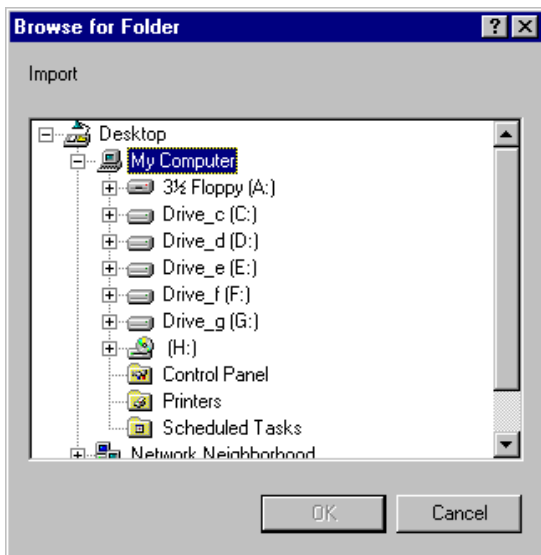 Browse for Folder
Import
Desktop
My Computer
3½ Floppy (A:)
Drive_c (C:)
Drive_d (D:)
Drive_e (E:)
Drive_f (F:)
Drive_g (G:)
(H:)
Control Panel
Printers
Scheduled Tasks
Network Neighborhood
OK Cancel